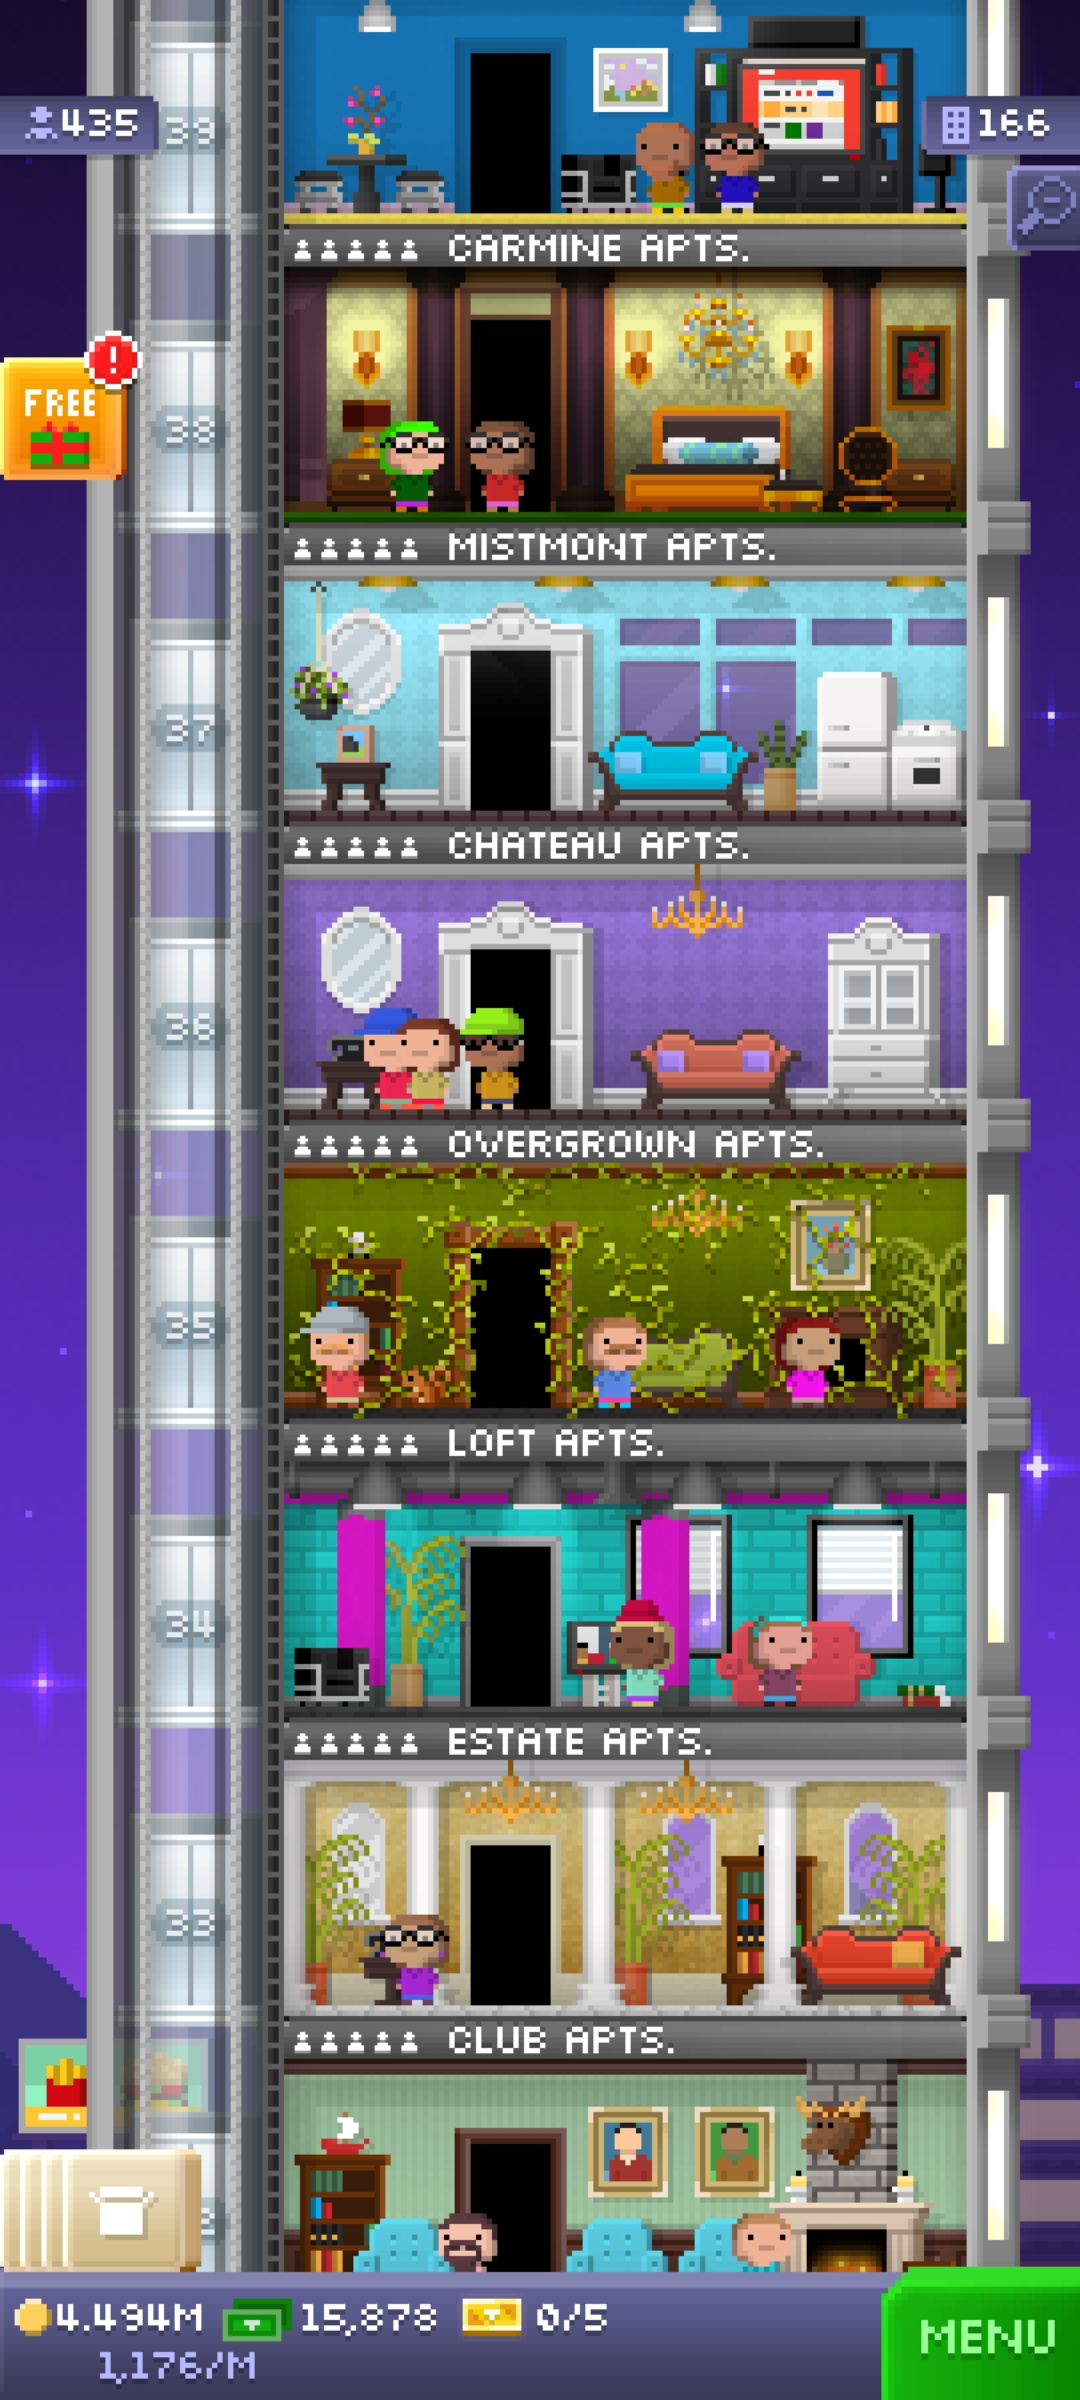 39
435
166
CARMINE APTS.
FREE
!
38
MISTMONT APTS.
37
CHATEAU APTS.
36
OVERGROWN APTS.
35
LOFT APTS.
34
ESTATE APTS.
33
CLUB APTS.
4.494M
15,878
0/5
1,176/M
MENU